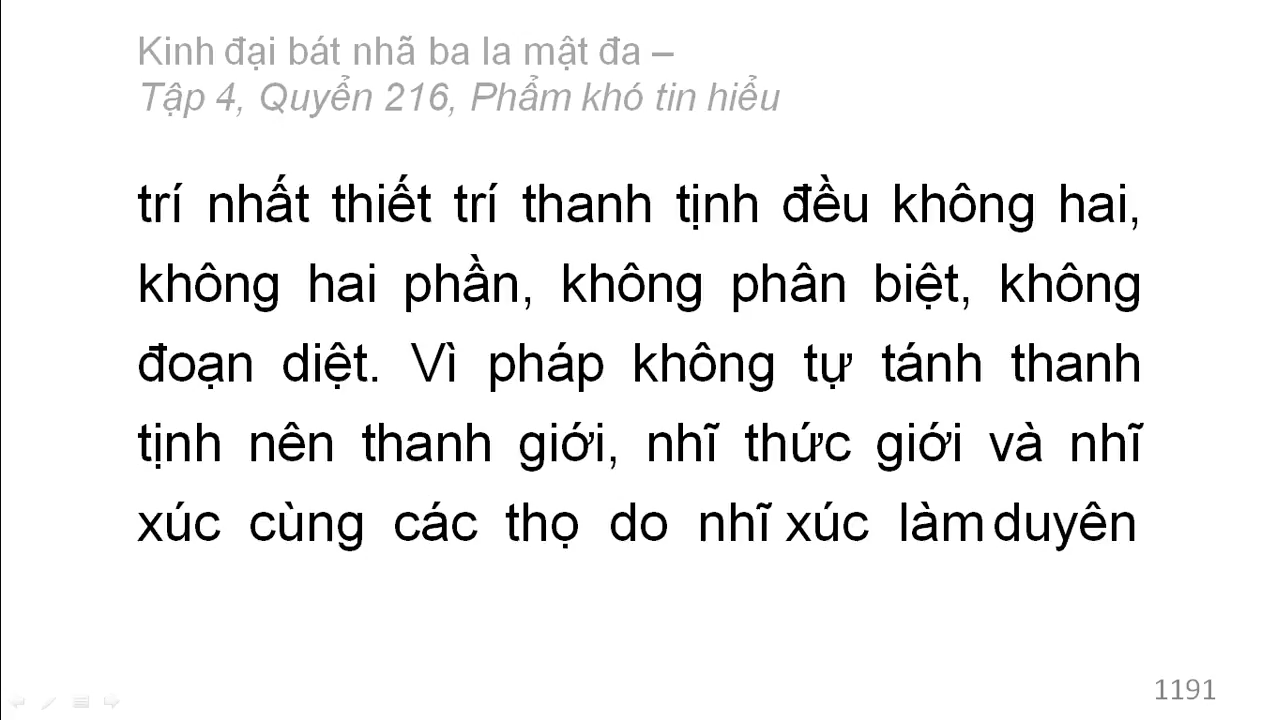 Kinh đại bát nhã ba la mật đa –
Tập 4, Quyển 216, Phẩm khó tin hiểu
trí nhất thiết trí thanh tịnh đều không hai,
không hai phần, không phân biệt, không
đoạn diệt. Vì pháp không tự tánh thanh
tịnh nên thanh giới, nhĩ thức giới và nhĩ
xúc cùng các thọ do nhĩ xúc làm duyên
1191